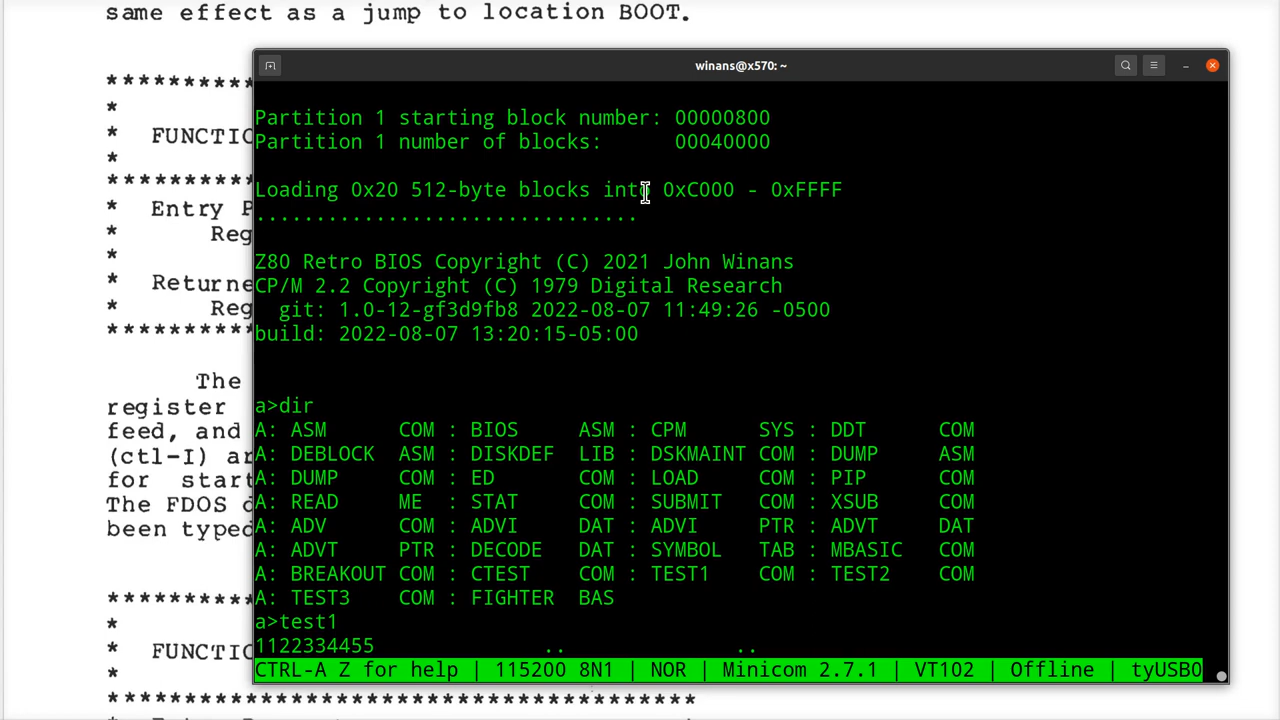 same effect as a jump to location BOOT.
***********
*
*   FUNCTIO
*
***********
*   Entry P
*        Reg
*
*   Returne
*        Reg
***********
The
register
feed, and
(ctl-I) ar
for  start
The FDOS d
been typed
***********
*
*   FUNCTIO
*
****************************************
winans@x570: ~
Partition 1 starting block number: 00000800
Partition 1 number of blocks:      00040000
Loading 0x20 512-byte blocks into 0xC000 - 0xFFFF
................................
Z80 Retro BIOS Copyright (C) 2021 John Winans
CP/M 2.2 Copyright (C) 1979 Digital Research
  git: 1.0-12-gf3d9fb8 2022-08-07 11:49:26 -0500
build: 2022-08-07 13:20:15-05:00
a>dir
A: ASM      COM : BIOS     ASM : CPM      SYS : DDT      COM
A: DEBLOCK  ASM : DISKDEF  LIB : DSKMAINT COM : DUMP     ASM
A: DUMP     COM : ED       COM : LOAD     COM : PIP      COM
A: READ     ME  : STAT     COM : SUBMIT   COM : XSUB     COM
A: ADV      COM : ADVI     DAT : ADVI     PTR : ADVT     DAT
A: ADVT     PTR : DECODE   DAT : SYMBOL   TAB : MBASIC   COM
A: BREAKOUT COM : CTEST    COM : TEST1    COM : TEST2    COM
A: TEST3    COM : FIGHTER  BAS
a>test1
1122334455              ..              ..
CTRL-A Z for help | 115200 8N1 | NOR | Minicom 2.7.1 | VT102 | Offline | tyUSB0